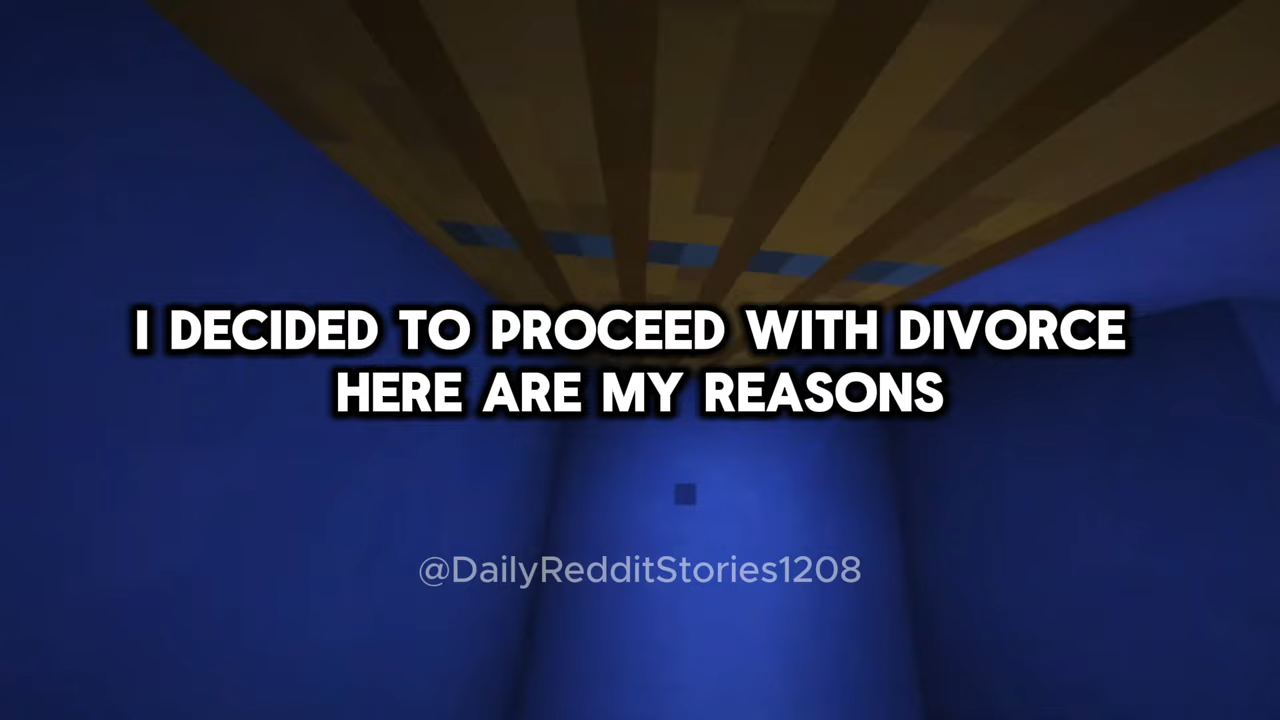 I DECIDED TO PROCEED WITH DIVORCE
HERE ARE MY REASONS
@DailyRedditStories1208